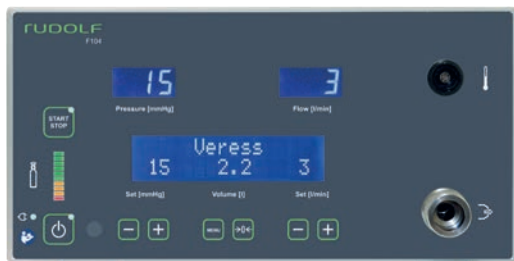 RUDOLF
F104
15
3
Pressure [mmHg]
Flow [l/min]
START
STOP
Veress
15 2.2 3
Set [mmHg] Volume [l] Set [l/min]
MENU
→0←